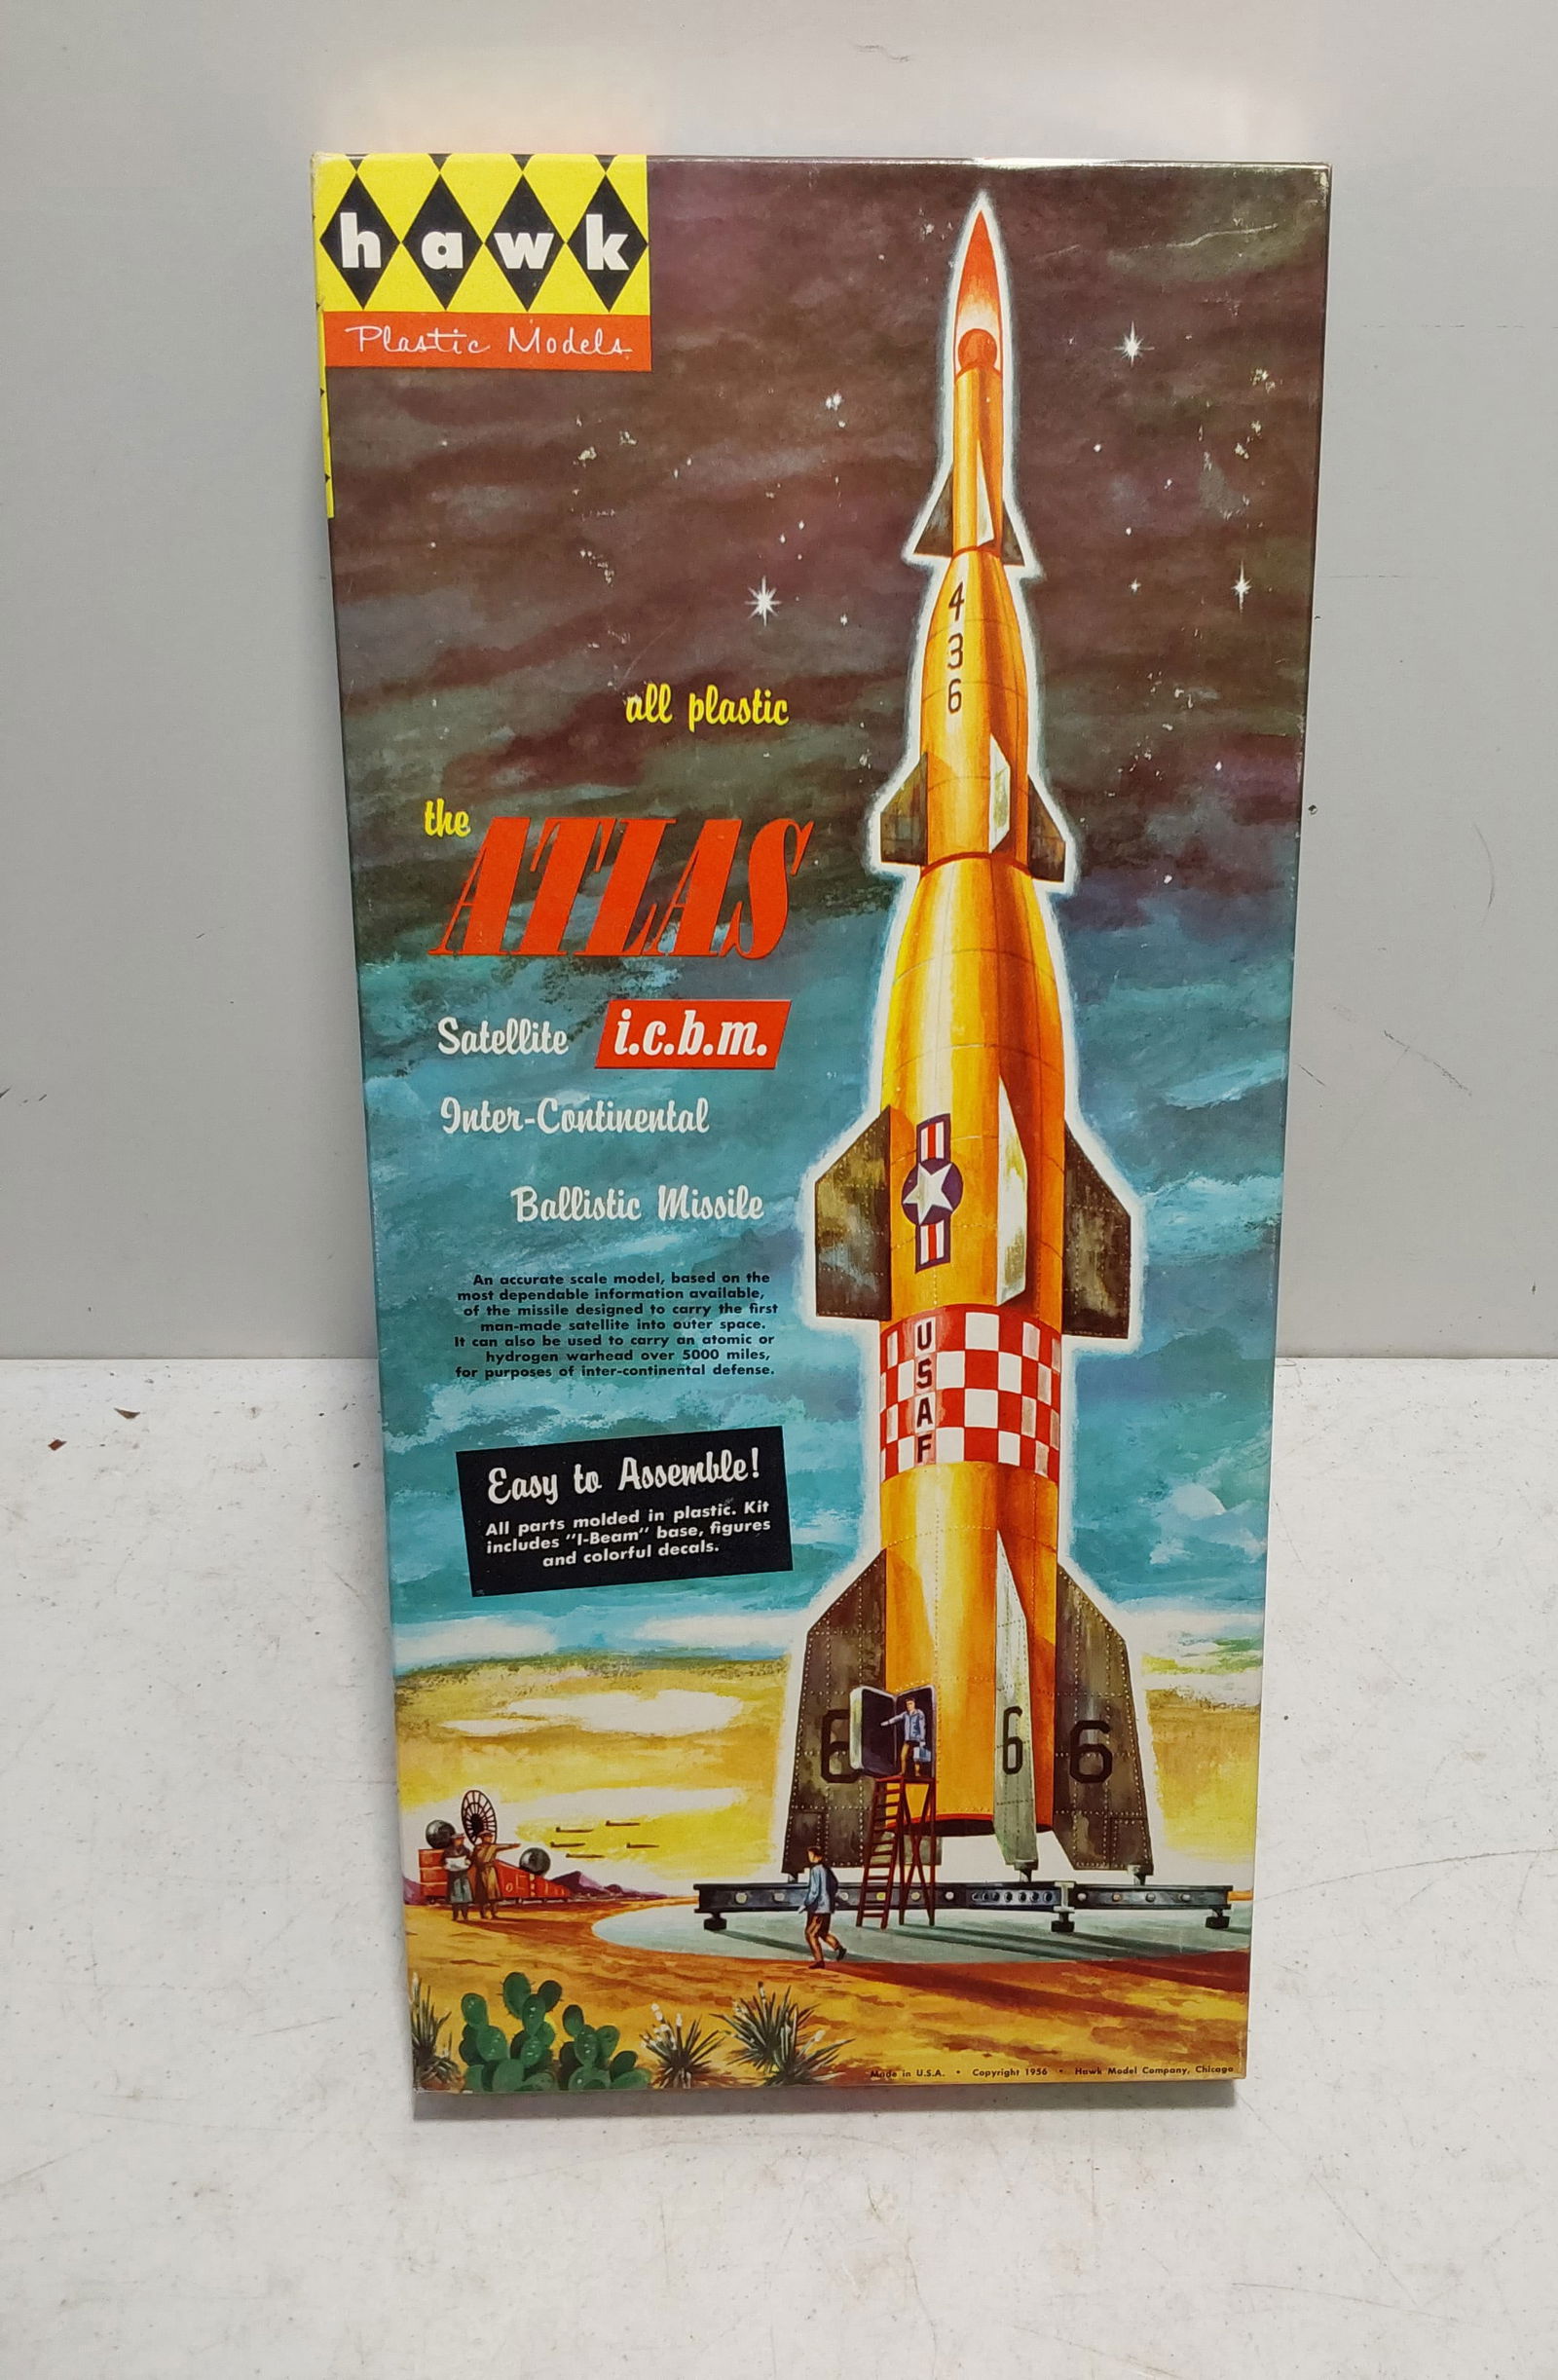 hawk
Plastic Models
all plastic
the
ATLAS
Satellite i.c.b.m.
Inter-Continental
Ballistic Missile
An accurate scale model, based on the
most dependable information available,
of the missile designed to carry the first
man-made satellite into outer space.
It can also be used to carry an atomic or
hydrogen warhead over 5000 miles,
for purposes of inter-continental defense.
Easy to Assemble!
All parts molded in plastic. Kit
includes "I-Beam" base, figures
and colorful decals.
4
3
6
U
S
A
F
6 6 6
Made in U.S.A. • Copyright 1956 • Hawk Model Company, Chicago